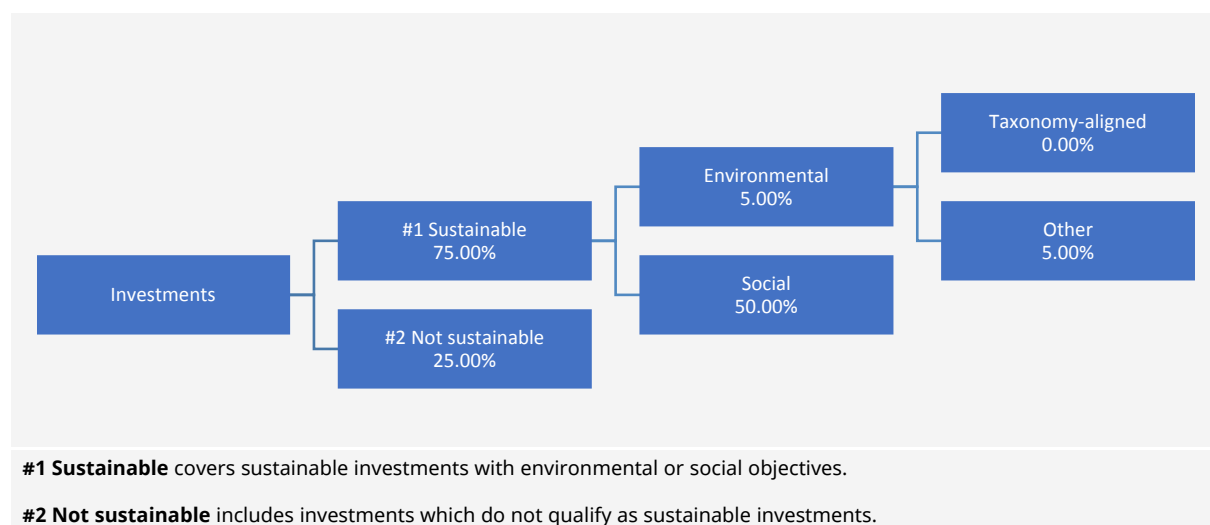 Taxonomy-aligned
0.00%
Environmental
5.00%
#1 Sustainable
75.00%
Other
5.00%
Investments
Social
50.00%
#2 Not sustainable
25.00%
#1 Sustainable covers sustainable investments with environmental or social objectives.
#2 Not sustainable includes investments which do not qualify as sustainable investments.